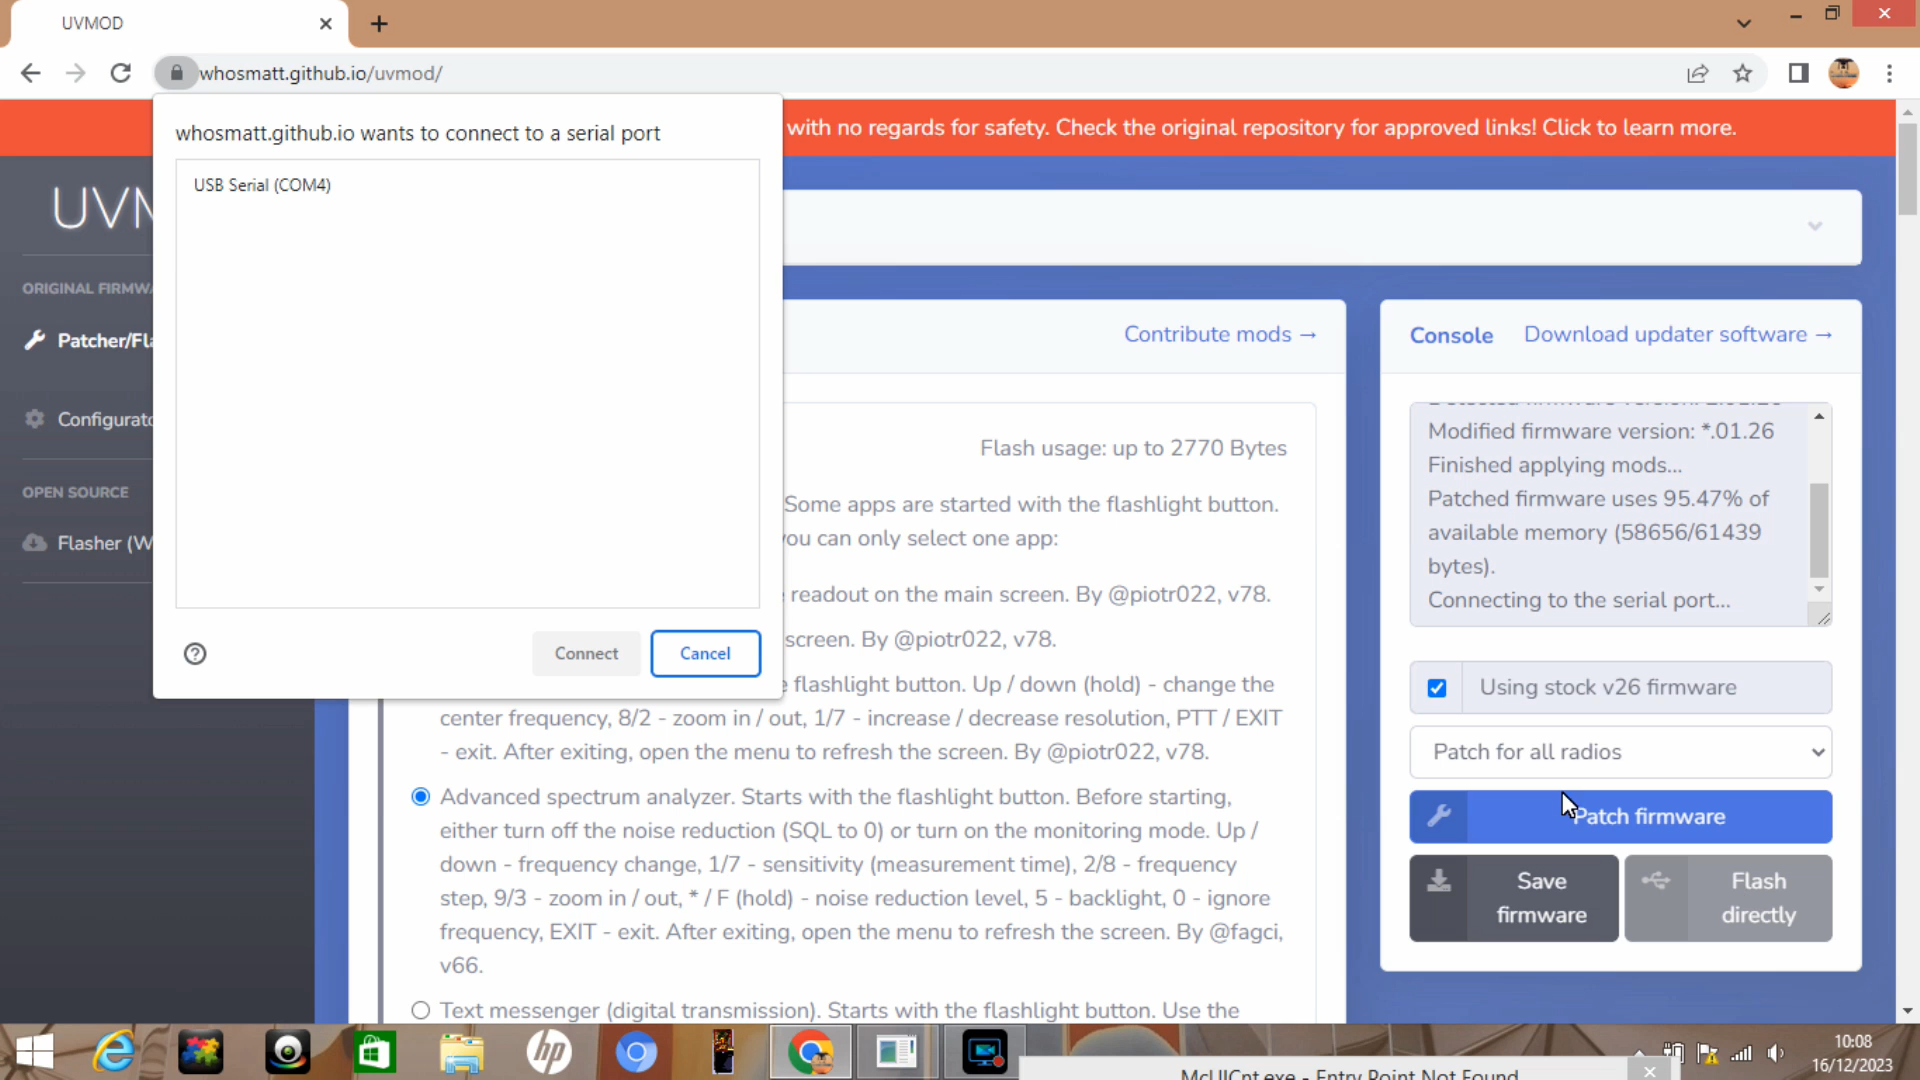 UVMOD
whosmatt.github.io/uvmod/
whosmatt.github.io wants to connect to a serial port
USB Serial (COM4)
Connect
Cancel
with no regards for safety. Check the original repository for approved links! Click to learn more.
UVM
ORIGINAL FIRMWA
Patcher/Fla
Configurato
OPEN SOURCE
Flasher (W
Contribute mods →
Flash usage: up to 2770 Bytes
Some apps are started with the flashlight button.
you can only select one app:
readout on the main screen. By @piotr022, v78.
screen. By @piotr022, v78.
flashlight button. Up / down (hold) - change the
center frequency, 8/2 - zoom in / out, 1/7 - increase / decrease resolution, PTT / EXIT
- exit. After exiting, open the menu to refresh the screen. By @piotr022, v78.
Advanced spectrum analyzer. Starts with the flashlight button. Before starting,
either turn off the noise reduction (SQL to 0) or turn on the monitoring mode. Up /
down - frequency change, 1/7 - sensitivity (measurement time), 2/8 - frequency
step, 9/3 - zoom in / out, * / F (hold) - noise reduction level, 5 - backlight, 0 - ignore
frequency, EXIT - exit. After exiting, open the menu to refresh the screen. By @fagci,
v66.
Text messenger (digital transmission). Starts with the flashlight button. Use the
Console
Download updater software →
Modified firmware version: *.01.26
Finished applying mods...
Patched firmware uses 95.47% of
available memory (58656/61439
bytes).
Connecting to the serial port...
Using stock v26 firmware
Patch for all radios
Patch firmware
Save
firmware
Flash
directly
hp
10:08
16/12/2023
McUICnt.exe - Entry Point Not Found